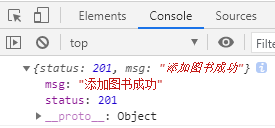 Elements Console Sources
top Filte
▼{status: 201, msg: "添加图书成功"}
msg: "添加图书成功"
status: 201
▶__proto__: Object